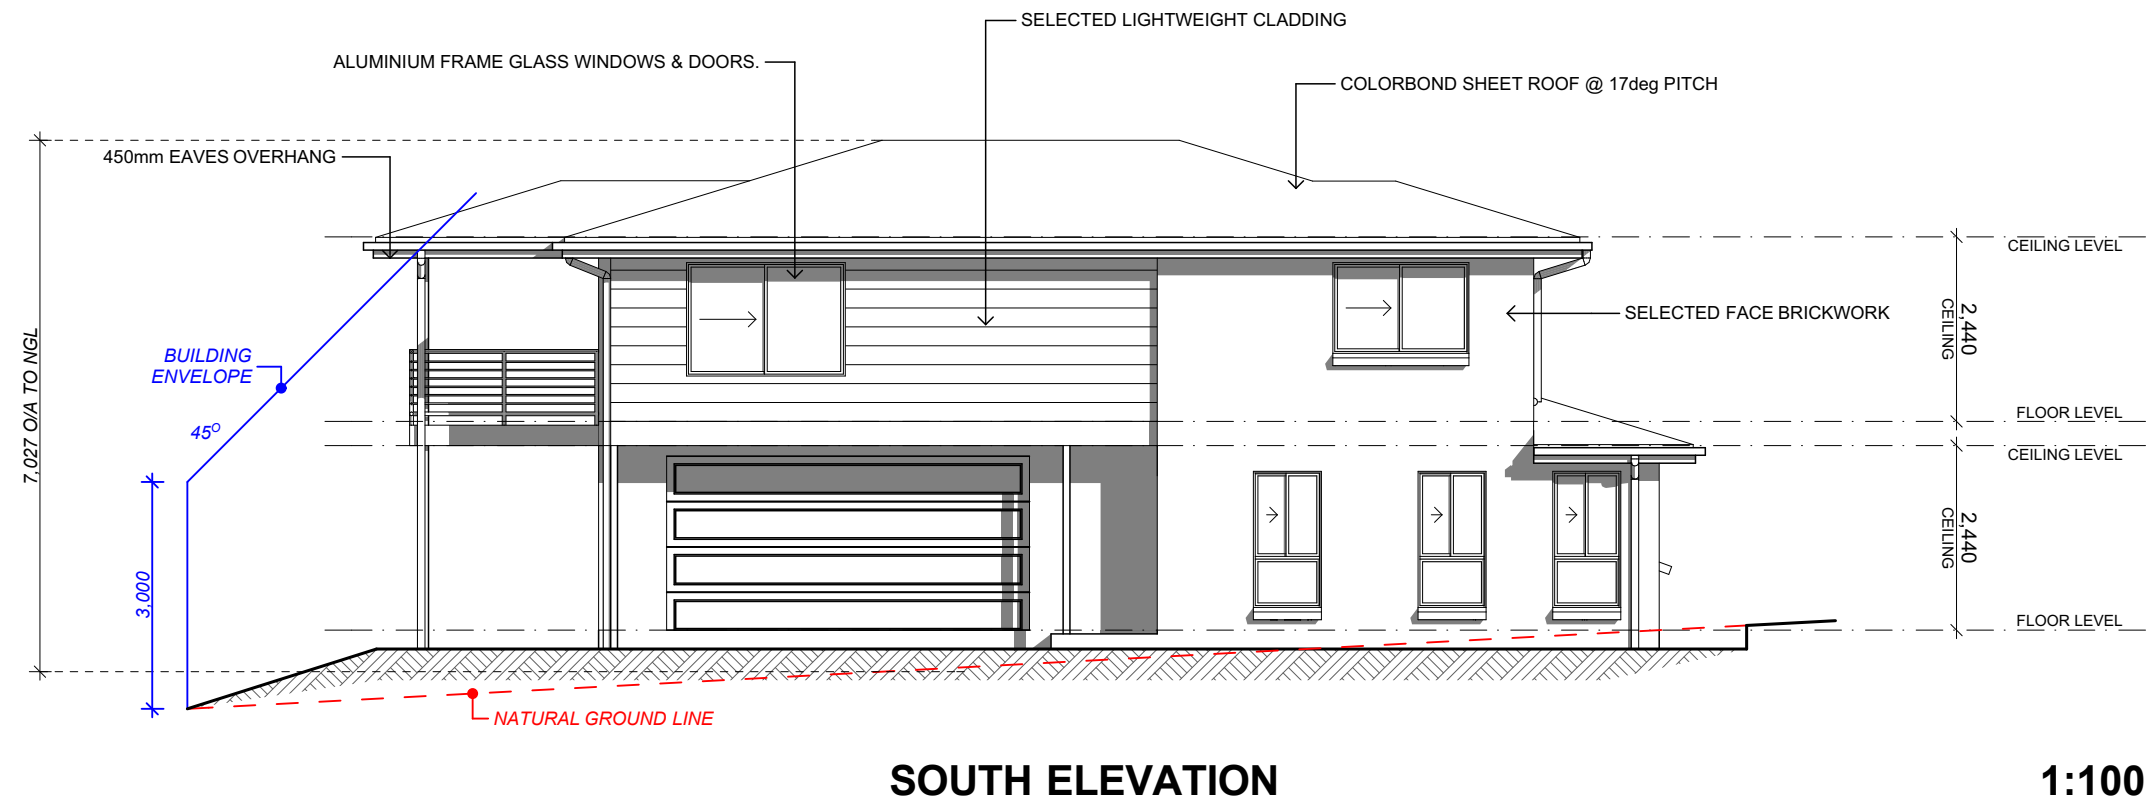 SELECTED LIGHTWEIGHT CLADDING
ALUMINIUM FRAME GLASS WINDOWS & DOORS.
COLORBOND SHEET ROOF @ 17deg PITCH
450mm EAVES OVERHANG
CEILING LEVEL
2,440
CEILING
SELECTED FACE BRICKWORK
7,027 O/A TO NGL
BUILDING
ENVELOPE
45°
FLOOR LEVEL
CEILING LEVEL
2,440
CEILING
3,000
FLOOR LEVEL
NATURAL GROUND LINE
SOUTH ELEVATION
1:100